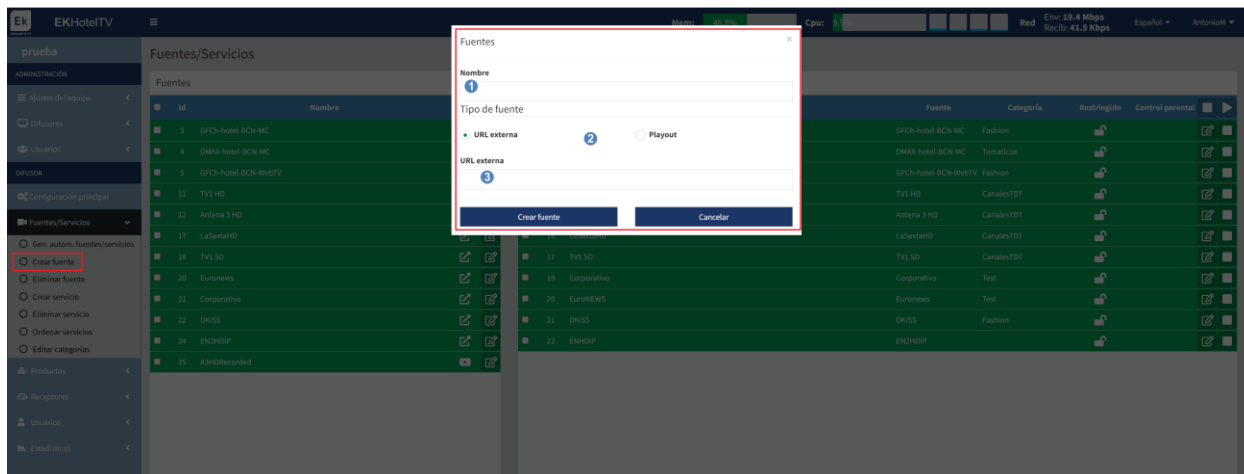 Ek EKHotelTV Mem: 46.8% Cpu: Red Env: 19.4 Mbps Recib: 41.5 Kbps Español AntonioM
prueba
Fuentes/Servicios
ADMINISTRACIÓN
Ajustes del equipo
Difusores
Usuarios
DIFUSOR
Configuración principal
Fuentes/Servicios
Gen. autom. fuentes/servicios
Crear fuente
Eliminar fuente
Crear servicio
Eliminar servicio
Ordenar servicios
Editar categorías
Productos
Receptores
Usuarios
Estadísticas
Fuentes
Id Nombre
3 GFCh-hotel-BCN-MC
4 DMAX-hotel-BCN-MC
5 GFCh-hotel-BCN-WebTV
11 TV1 HD
12 Antena 3 HD
17 LaSextaHD
18 TV1 SD
20 Euronews
21 Corporativo
22 DKISS
24 EN2HDIP
25 A3HDRecorded
Fuentes ×
Nombre
1
Tipo de fuente
URL externa 2 Playout
URL externa
3
Crear fuente Cancelar
Fuente Categoría Restringido Control parental
GFCh-hotel-BCN-MC Fashion
DMAX-hotel-BCN-MC Tematicos
GFCh-hotel-BCN-WebTV Fashion
TV1 HD CanalesTDT
Antena 3 HD CanalesTDT
LaSextaHD CanalesTDT
17 TV1 SD TV1 SD CanalesTDT
19 Corporativo Corporativo Test
20 EuroNEWS Euronews Test
21 DKISS DKISS Fashion
22 ENHDIP EN2HDIP